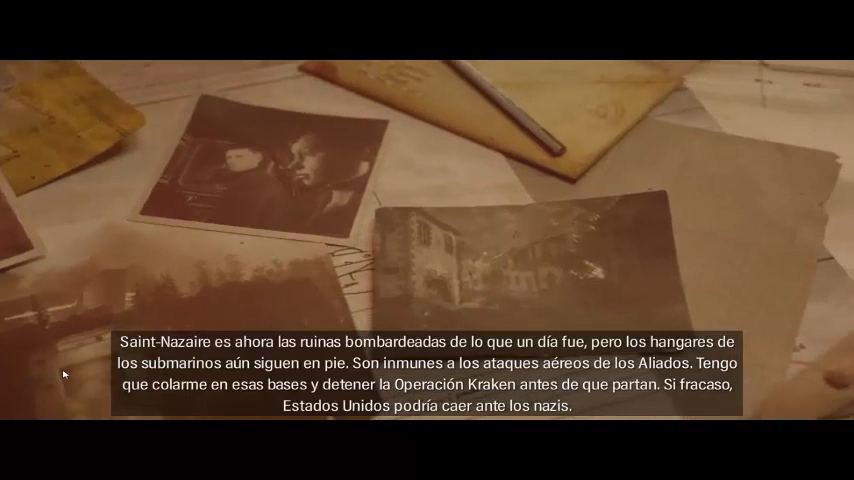 Saint-Nazaire es ahora las ruinas bombardeadas de lo que un día fue, pero los hangares de
los submarinos aún siguen en pie. Son inmunes a los ataques aéreos de los Aliados. Tengo
que colarme en esas bases y detener la Operación Kraken antes de que partan. Si fracaso,
Estados Unidos podría caer ante los nazis.